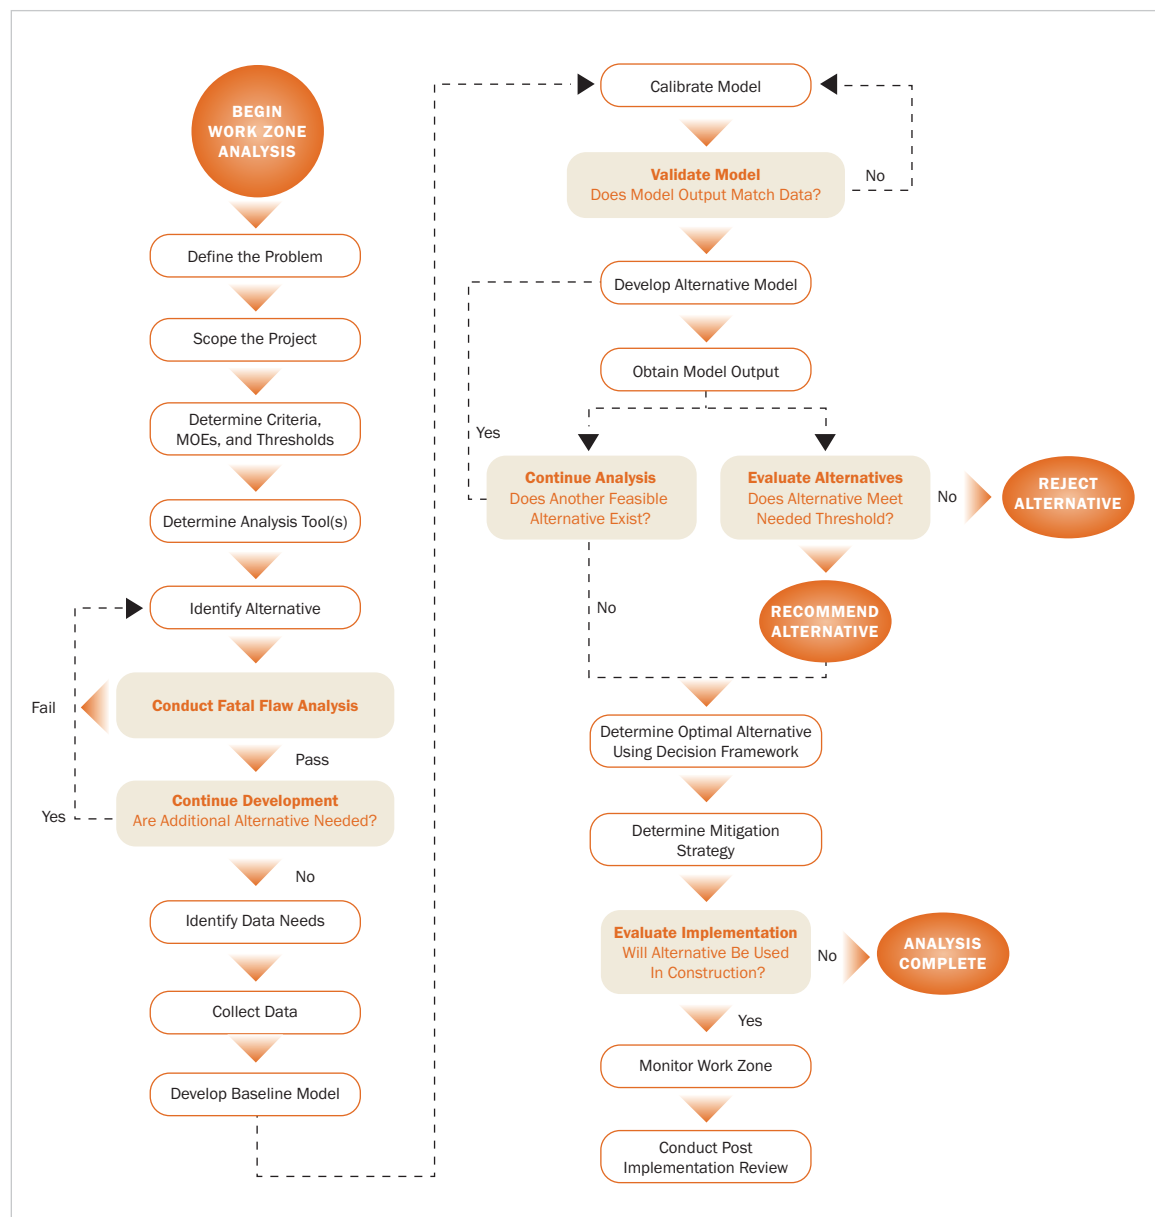 BEGIN
WORK ZONE
ANALYSIS
Define the Problem
Scope the Project
Determine Criteria,
MOEs, and Thresholds
Determine Analysis Tool(s)
Identify Alternative
Fail
Conduct Fatal Flaw Analysis
Pass
Yes
Continue Development
Are Additional Alternative Needed?
No
Identify Data Needs
Collect Data
Develop Baseline Model
Calibrate Model
Validate Model
Does Model Output Match Data?
No
Develop Alternative Model
Obtain Model Output
Yes
Continue Analysis
Does Another Feasible
Alternative Exist?
No
Evaluate Alternatives
Does Alternative Meet
Needed Threshold?
No
REJECT
ALTERNATIVE
RECOMMEND
ALTERNATIVE
Determine Optimal Alternative
Using Decision Framework
Determine Mitigation
Strategy
Evaluate Implementation
Will Alternative Be Used
In Construction?
No
ANALYSIS
COMPLETE
Yes
Monitor Work Zone
Conduct Post
Implementation Review